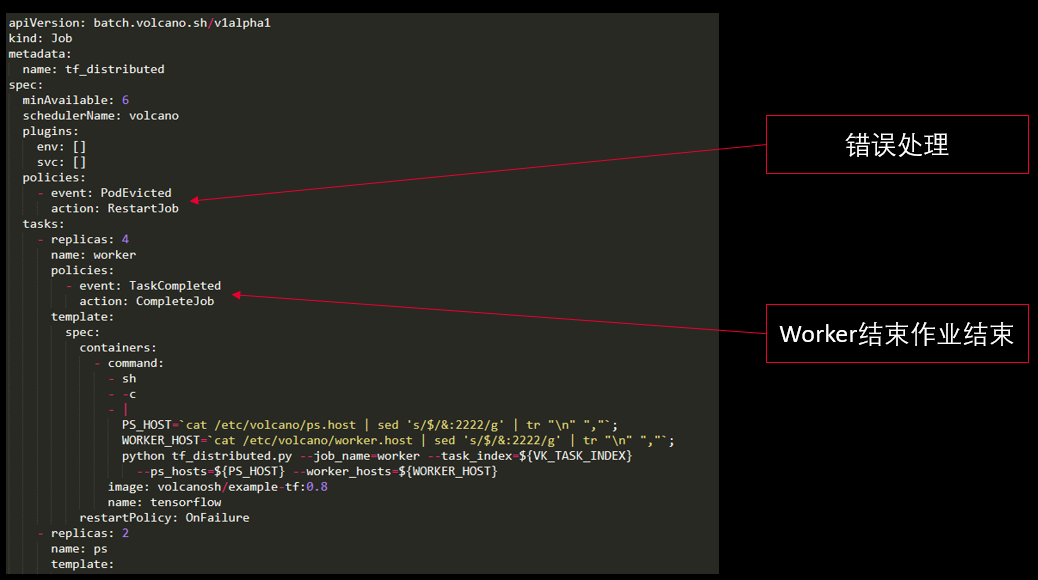 apiVersion: batch.volcano.sh/v1alpha1
kind: Job
metadata:
  name: tf_distributed
spec:
  minAvailable: 6
  schedulerName: volcano
  plugins:
    env: []
    svc: []
  policies:
    - event: PodEvicted
      action: RestartJob
  tasks:
    - replicas: 4
      name: worker
      policies:
        - event: TaskCompleted
          action: CompleteJob
      template:
        spec:
          containers:
            - command:
              - sh
              - -c
              - |
                PS_HOST=`cat /etc/volcano/ps.host | sed 's/$/&:2222/g' | tr "\n" ","`;
                WORKER_HOST=`cat /etc/volcano/worker.host | sed 's/$/&:2222/g' | tr "\n" ","`;
                python tf_distributed.py --job_name=worker --task_index=${VK_TASK_INDEX}
                  --ps_hosts=${PS_HOST} --worker_hosts=${WORKER_HOST}
              image: volcanosh/example-tf:0.8
              name: tensorflow
          restartPolicy: OnFailure
    - replicas: 2
      name: ps
      template:
错误处理
Worker结束作业结束